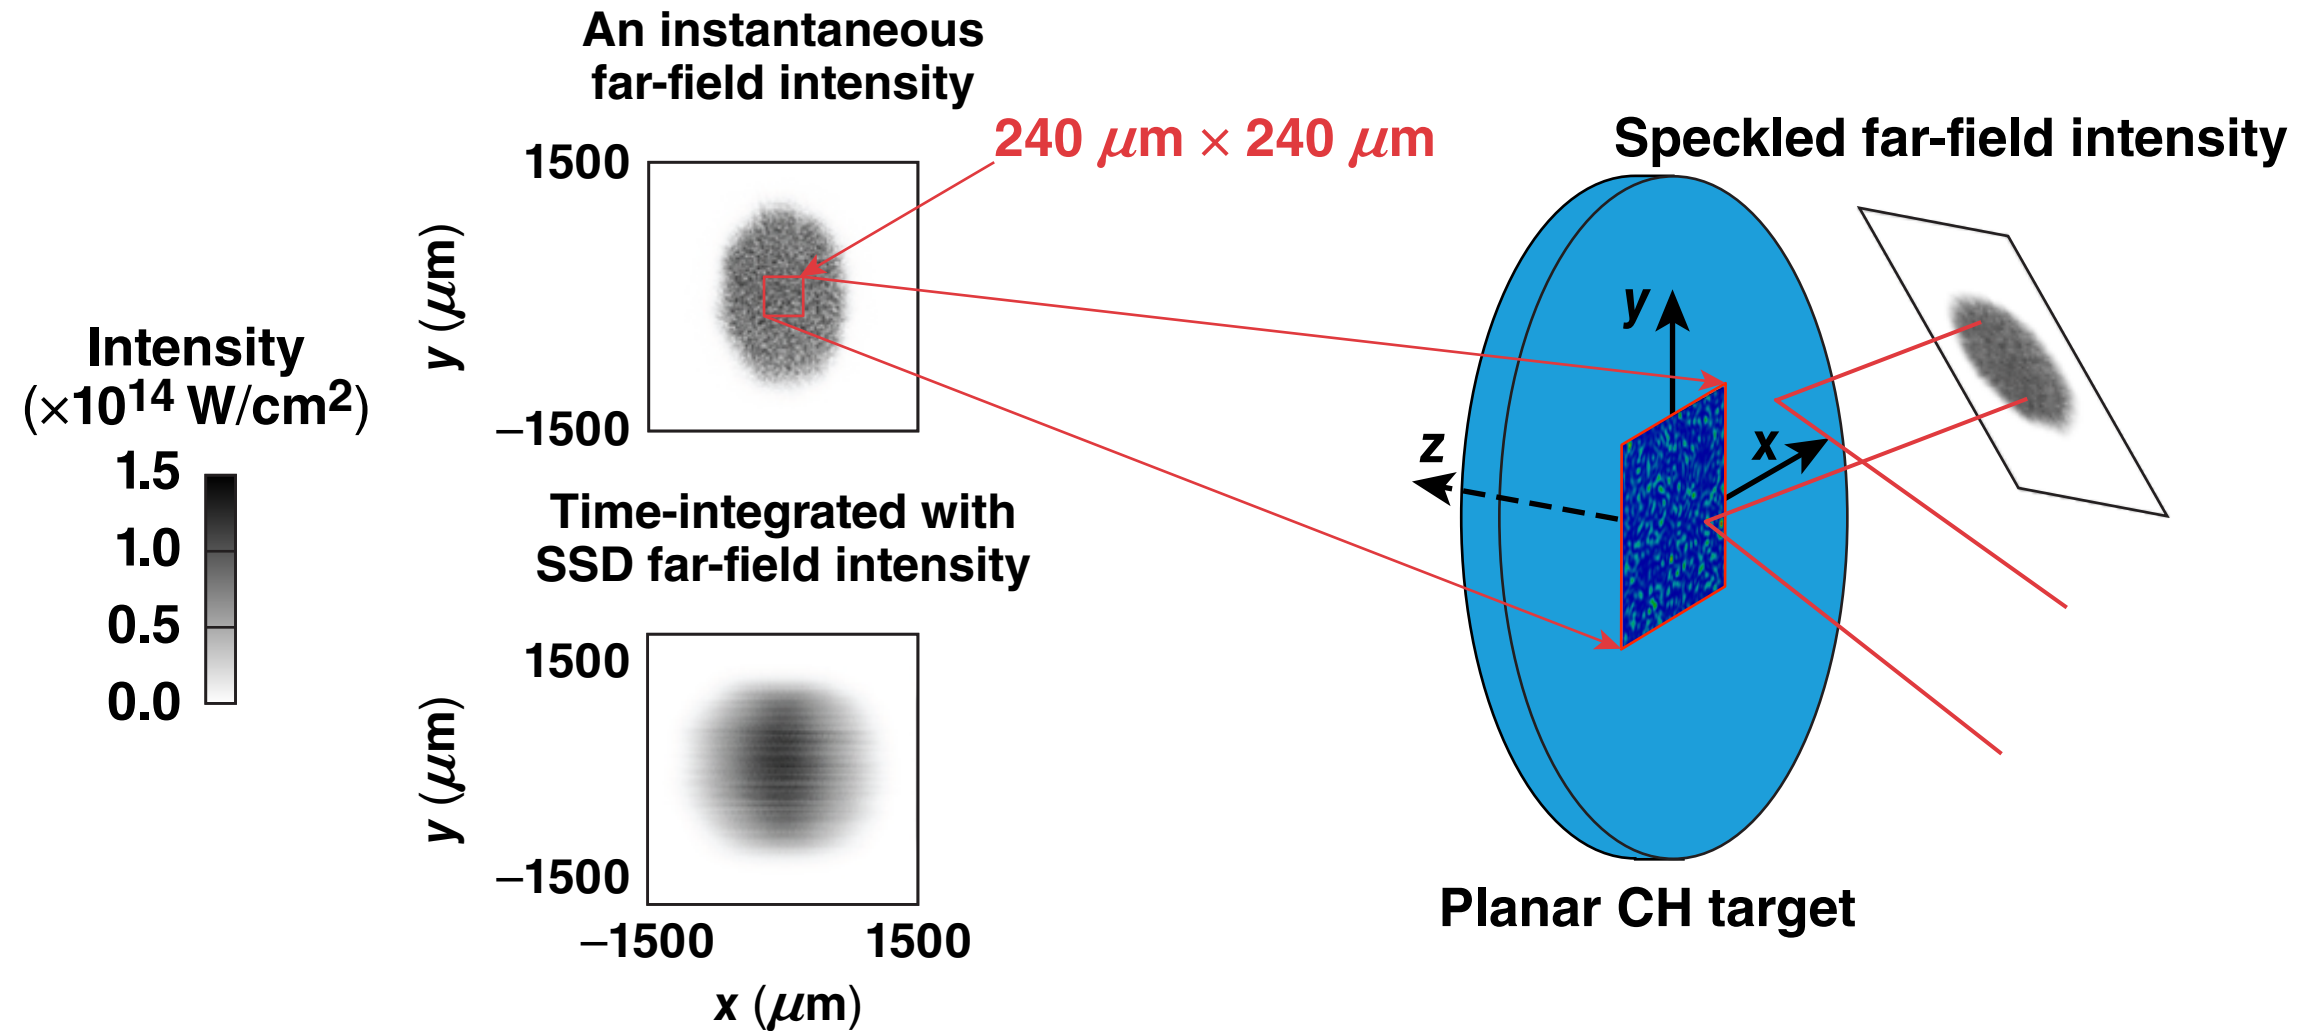 An instantaneous
far-field intensity
240 μm × 240 μm
Speckled far-field intensity
1500
y (μm)
–1500
Intensity
(×10¹⁴ W/cm²)
1.5
1.0
0.5
0.0
y
x
z
Time-integrated with
SSD far-field intensity
1500
y (μm)
–1500
–1500 1500
x (μm)
Planar CH target